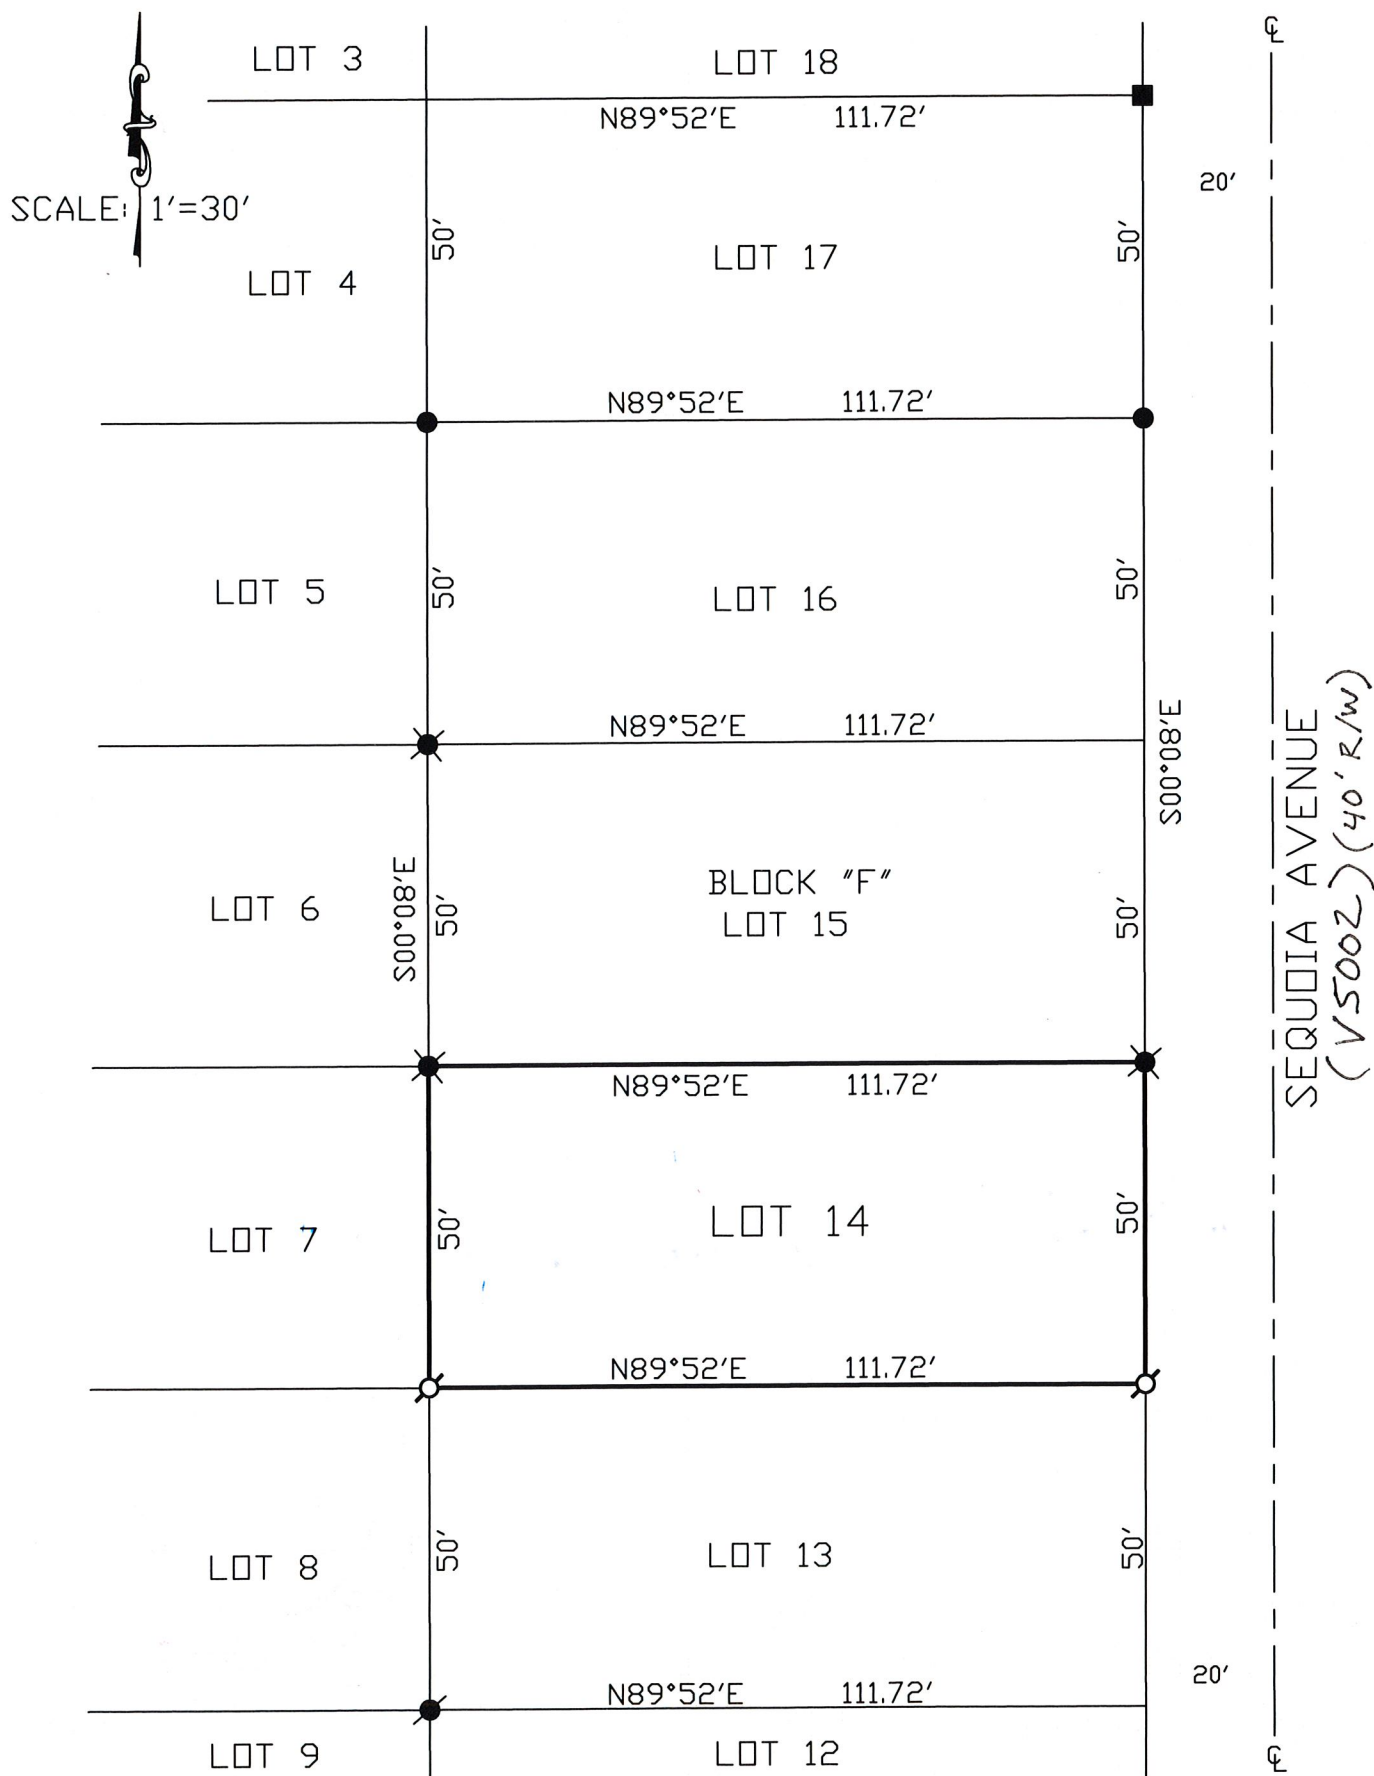 ℄
LOT 3
LOT 18
N89°52'E 111.72'
20'
SCALE: 1'=30'
50'
50'
LOT 17
LOT 4
N89°52'E 111.72'
50'
50'
LOT 5
LOT 16
N89°52'E 111.72'
S00°08'E
SEQUOIA AVENUE
(V5002)(40' R/W)
S00°08'E
BLOCK "F"
LOT 6
50'
LOT 15
50'
N89°52'E 111.72'
50'
LOT 14
50'
LOT 7
N89°52'E 111.72'
50'
LOT 13
50'
LOT 8
20'
N89°52'E 111.72'
LOT 9
LOT 12
℄